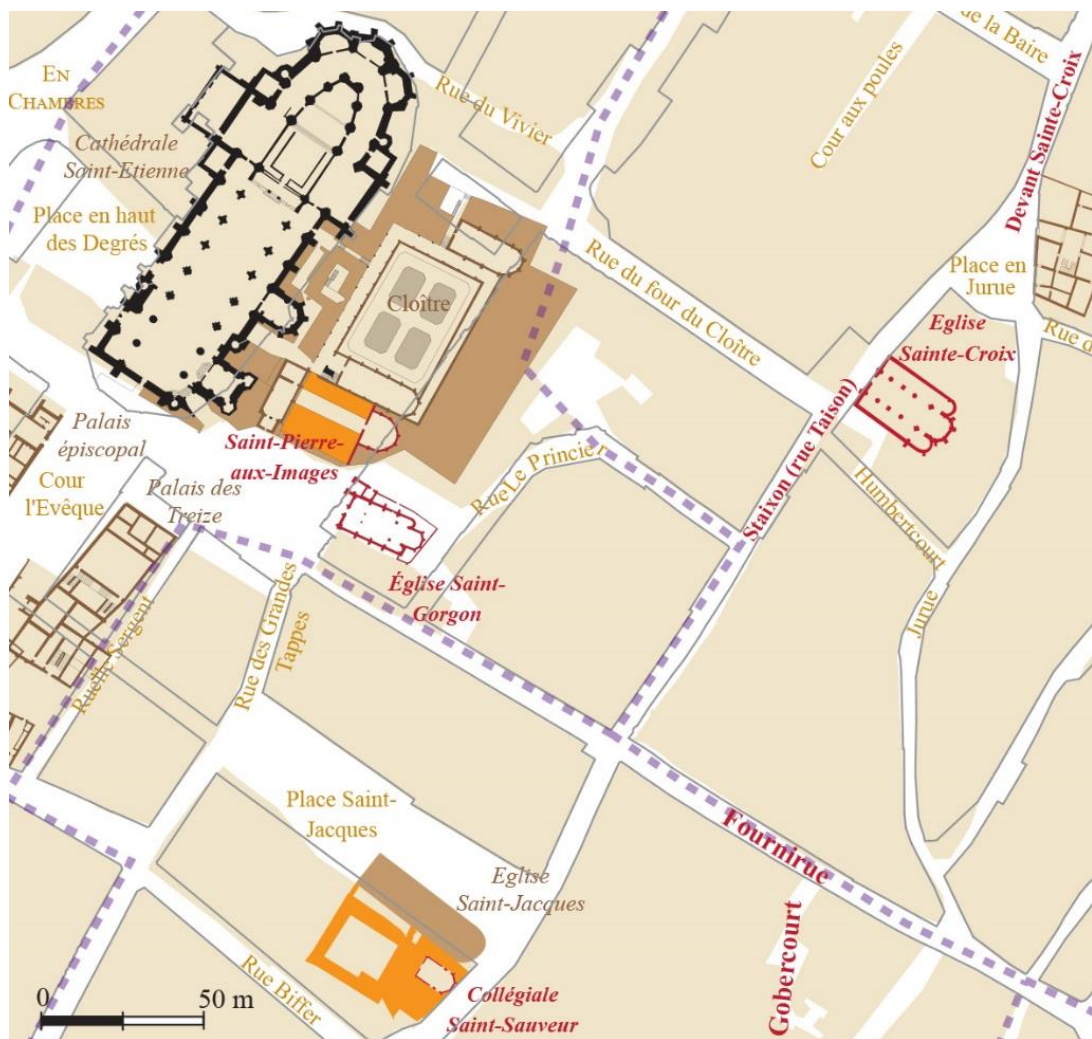 Rue de la Baire
EN
CHAMBRES
Rue du Vivier
Cour aux poules
Cathédrale
Saint-Etienne
Devant Sainte-Croix
Place en haut
des Degrés
Rue du four du Cloître
Place en
Jurue
Cloître
Eglise
Sainte-Croix
Rue d
Palais
épiscopal
Saint-Pierre-
aux-Images
Rue Le Princier
Staixon (rue Taison)
Cour
l'Evêque
Palais des
Treize
Humbertcourt
Église Saint-
Gorgon
Jurue
Ruelle Sergent
Rue des Grandes
Tappes
Place Saint-
Jacques
Fournirue
Eglise
Saint-Jacques
Gobercourt
Rue Biffer
0 50 m
Collégiale
Saint-Sauveur